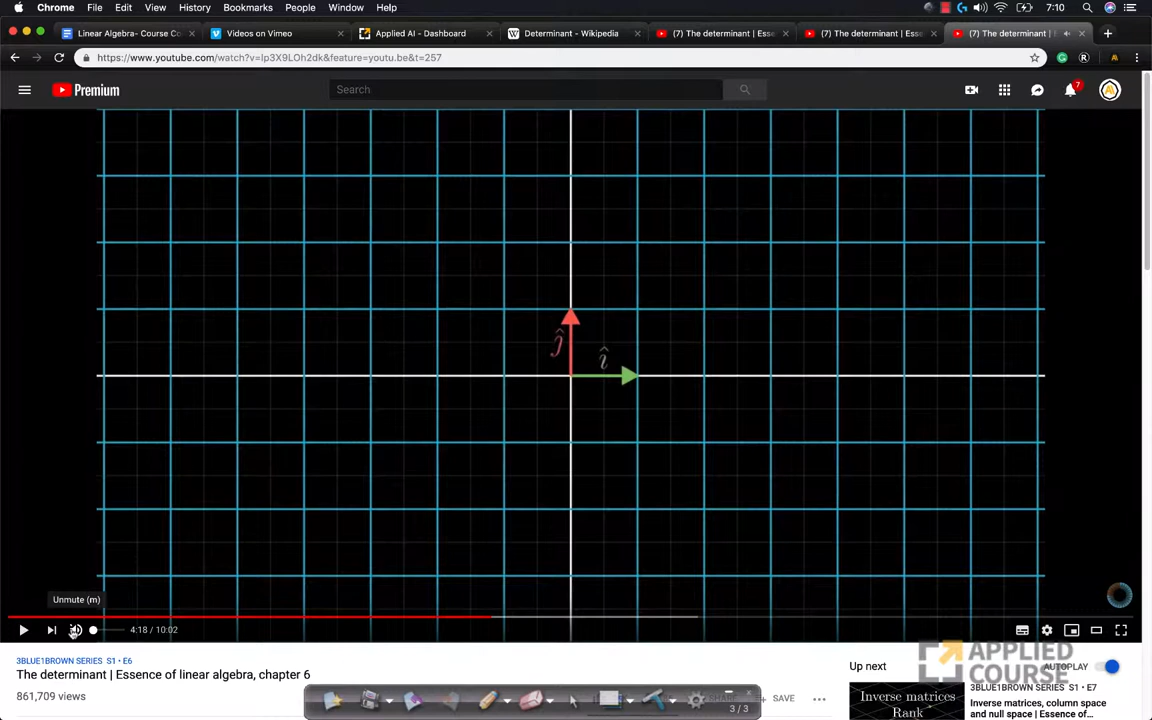 Chrome File Edit View History Bookmarks People Window Help 7:10
Linear Algebra- Course Co Videos on Vimeo Applied AI - Dashboard Determinant - Wikipedia (7) The determinant | Esse (7) The determinant | Ess (7) The determinant |
https://www.youtube.com/watch?v=Ip3X9LOh2dk&feature=youtu.be&t=257
Premium Search 7
ĵ î
Unmute (m)
4:18 / 10:02
3BLUE1BROWN SERIES S1 • E6
The determinant | Essence of linear algebra, chapter 6
861,709 views
SAVE
3 / 3
Up next AUTOPLAY
APPLIED
COURSE
Inverse matrices
Rank
3BLUE1BROWN SERIES S1 • E7
Inverse matrices, column space
and null space | Essence of...